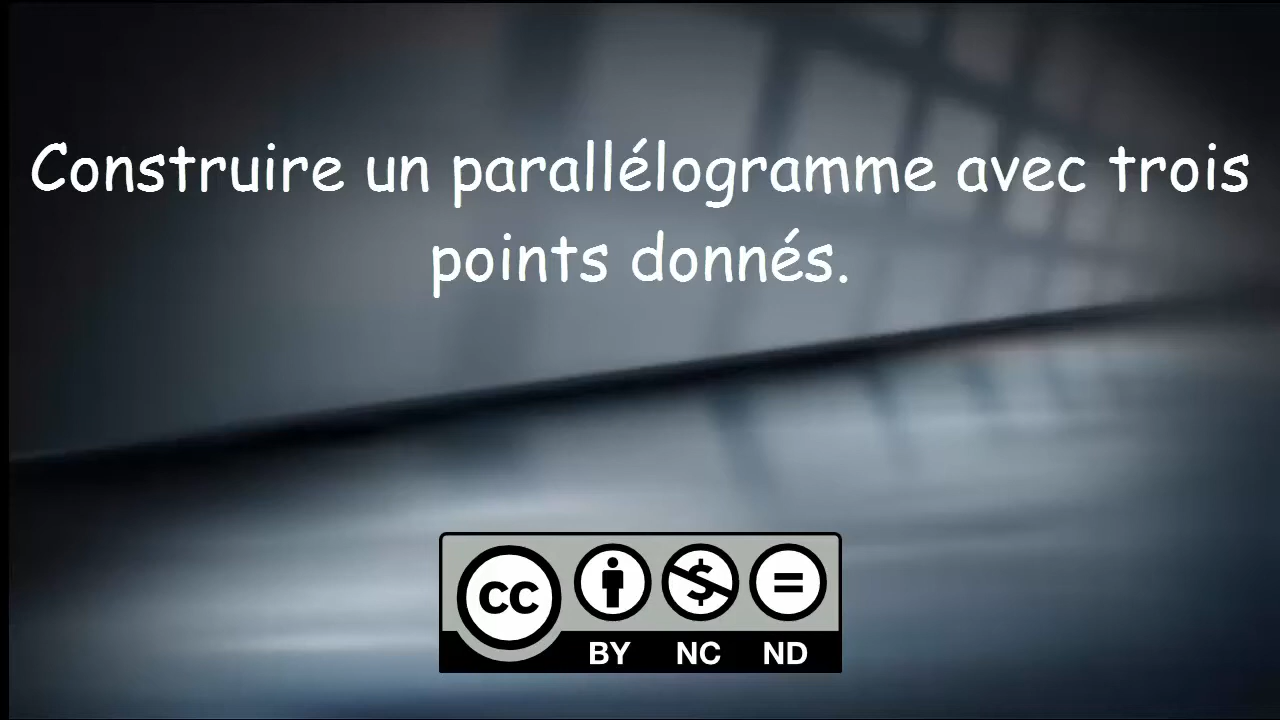 Construire un parallélogramme avec trois
points donnés.
CC
BY NC ND